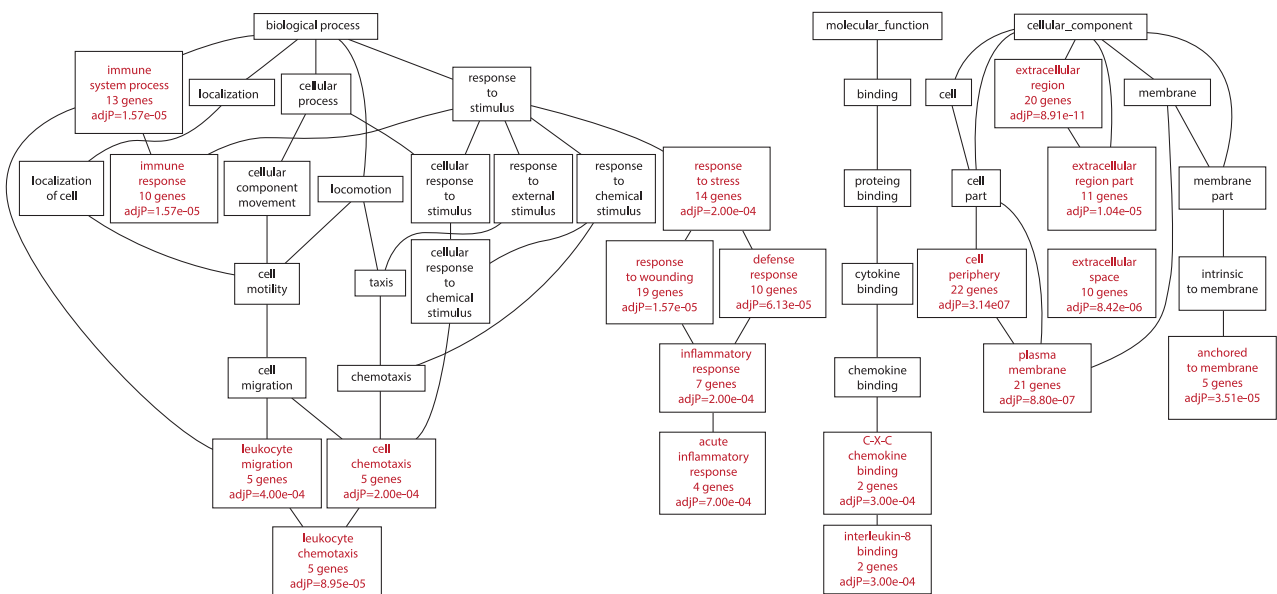 biological process
molecular_function
cellular_component
immune
system process
13 genes
adjP=1.57e-05
localization
cellular
process
response
to
stimulus
binding
cell
extracellular
region
20 genes
adjP=8.91e-11
membrane
localization
of cell
immune
response
10 genes
adjP=1.57e-05
cellular
component
movement
locomotion
cellular
response
to
stimulus
response
to
external
stimulus
response
to
chemical
stimulus
response
to stress
14 genes
adjP=2.00e-04
proteing
binding
cell
part
extracellular
region part
11 genes
adjP=1.04e-05
membrane
part
cell
motility
taxis
cellular
response
to
chemical
stimulus
response
to wounding
19 genes
adjP=1.57e-05
defense
response
10 genes
adjP=6.13e-05
cytokine
binding
cell
periphery
22 genes
adjP=3.14e07
extracellular
space
10 genes
adjP=8.42e-06
intrinsic
to membrane
cell
migration
chemotaxis
inflammatory
response
7 genes
adjP=2.00e-04
chemokine
binding
plasma
membrane
21 genes
adjP=8.80e-07
anchored
to membrane
5 genes
adjP=3.51e-05
leukocyte
migration
5 genes
adjP=4.00e-04
cell
chemotaxis
5 genes
adjP=2.00e-04
acute
inflammatory
response
4 genes
adjP=7.00e-04
C-X-C
chemokine
binding
2 genes
adjP=3.00e-04
leukocyte
chemotaxis
5 genes
adjP=8.95e-05
interleukin-8
binding
2 genes
adjP=3.00e-04